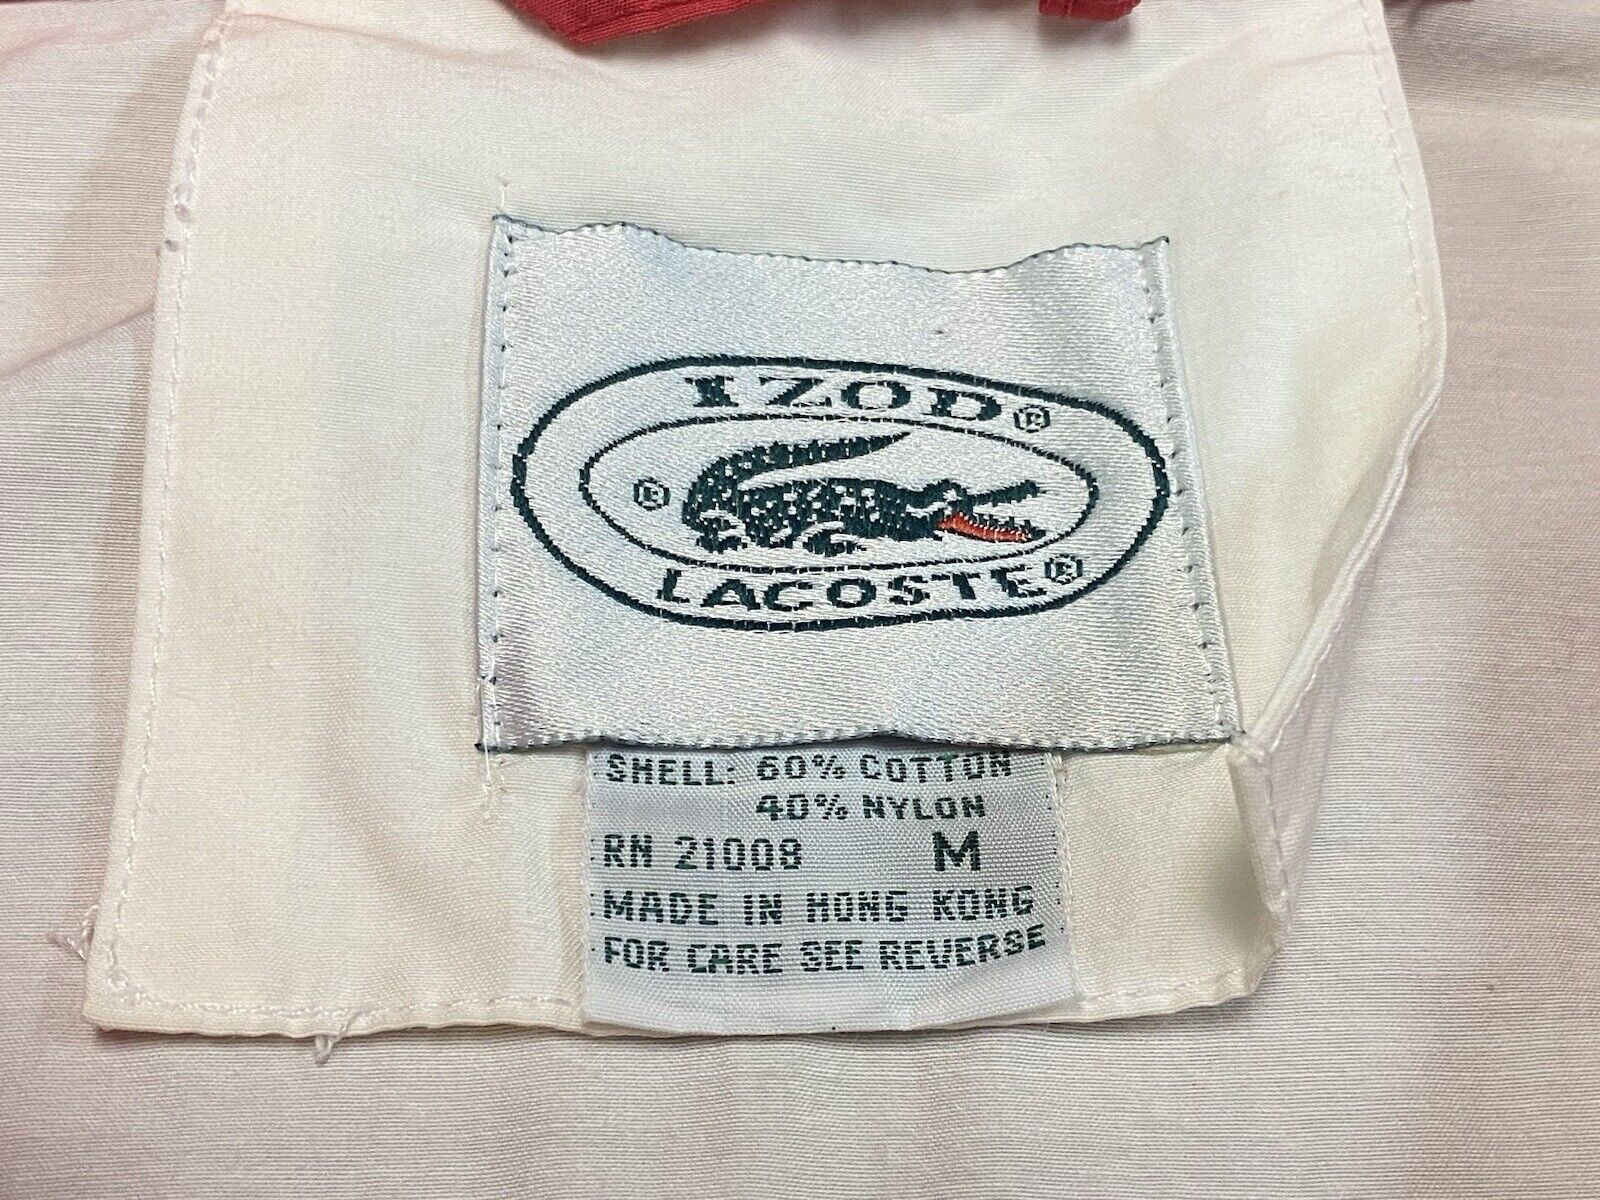 IZOD®
®
LACOSTE®
SHELL: 60% COTTON
40% NYLON
RN 21008 M
MADE IN HONG KONG
FOR CARE SEE REVERSE